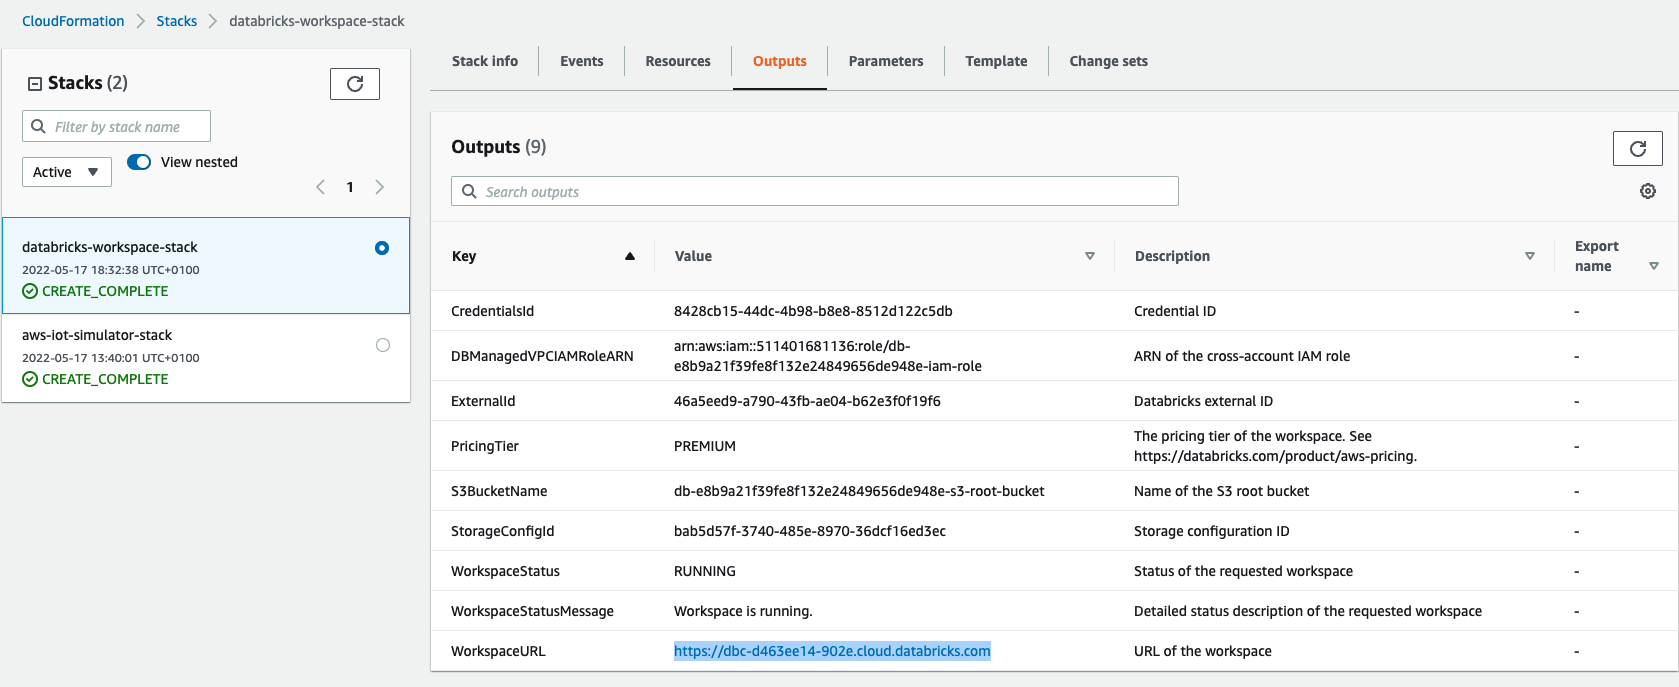 CloudFormation > Stacks > databricks-workspace-stack
Stacks (2)
Filter by stack name
Active
View nested
1
databricks-workspace-stack
2022-05-17 18:32:38 UTC+0100
CREATE_COMPLETE
aws-iot-simulator-stack
2022-05-17 13:40:01 UTC+0100
CREATE_COMPLETE
Stack info Events Resources Outputs Parameters Template Change sets
Outputs (9)
Search outputs
Key Value Description Export
name
CredentialsId 8428cb15-44dc-4b98-b8e8-8512d122c5db Credential ID -
DBManagedVPCIAMRoleARN arn:aws:iam::511401681136:role/db-
e8b9a21f39fe8f132e24849656de948e-iam-role ARN of the cross-account IAM role -
ExternalId 46a5eed9-a790-43fb-ae04-b62e3f0f19f6 Databricks external ID -
PricingTier PREMIUM The pricing tier of the workspace. See
https://databricks.com/product/aws-pricing. -
S3BucketName db-e8b9a21f39fe8f132e24849656de948e-s3-root-bucket Name of the S3 root bucket -
StorageConfigId bab5d57f-3740-485e-8970-36dcf16ed3ec Storage configuration ID -
WorkspaceStatus RUNNING Status of the requested workspace -
WorkspaceStatusMessage Workspace is running. Detailed status description of the requested workspace -
WorkspaceURL https://dbc-d463ee14-902e.cloud.databricks.com URL of the workspace -